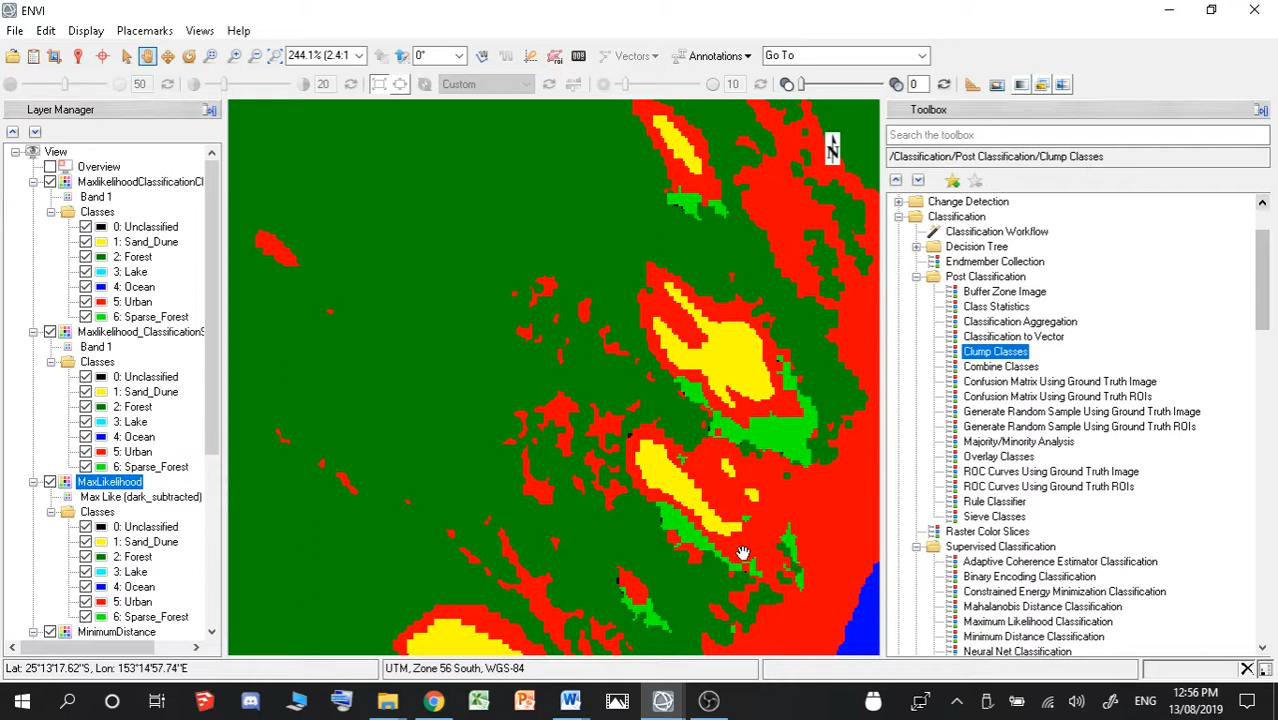 ENVI
File Edit Display Placemarks Views Help
244.1% (2.4:1 0° Vectors Annotations Go To
50 20 Custom 10 0
Layer Manager
View
Overview
MaxlikelihoodClassificationCl
Band 1
Classes
0: Unclassified
1: Sand_Dune
2: Forest
3: Lake
4: Ocean
5: Urban
6: Sparse_Forest
Maxlikelihood_ClassificationS
Band 1
Classes
0: Unclassified
1: Sand_Dune
2: Forest
3: Lake
4: Ocean
5: Urban
6: Sparse_Forest
MaxLikelihood
Max Like (dark_subtracted)
Classes
0: Unclassified
1: Sand_Dune
2: Forest
3: Lake
4: Ocean
5: Urban
6: Sparse_Forest
MinimumDistance
N
Toolbox
Search the toolbox
/Classification/Post Classification/Clump Classes
Change Detection
Classification
Classification Workflow
Decision Tree
Endmember Collection
Post Classification
Buffer Zone Image
Class Statistics
Classification Aggregation
Classification to Vector
Clump Classes
Combine Classes
Confusion Matrix Using Ground Truth Image
Confusion Matrix Using Ground Truth ROIs
Generate Random Sample Using Ground Truth Image
Generate Random Sample Using Ground Truth ROIs
Majority/Minority Analysis
Overlay Classes
ROC Curves Using Ground Truth Image
ROC Curves Using Ground Truth ROIs
Rule Classifier
Sieve Classes
Raster Color Slices
Supervised Classification
Adaptive Coherence Estimator Classification
Binary Encoding Classification
Constrained Energy Minimization Classification
Mahalanobis Distance Classification
Maximum Likelihood Classification
Minimum Distance Classification
Neural Net Classification
Lat: 25°13'17.62"S, Lon: 153°14'57.74"E
UTM, Zone 56 South, WGS-84
ENG
12:56 PM
13/08/2019